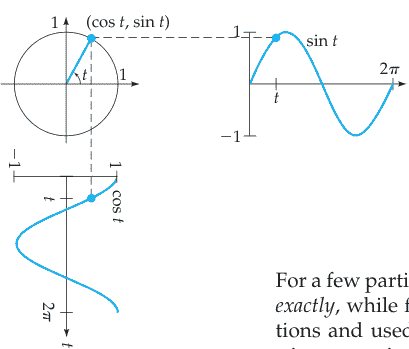 1
(cos t, sin t)
t
1
1
sin t
2π
t
−1
−1
1
t
cos t
2π
t
For a few parti
exactly, while f
tions and used